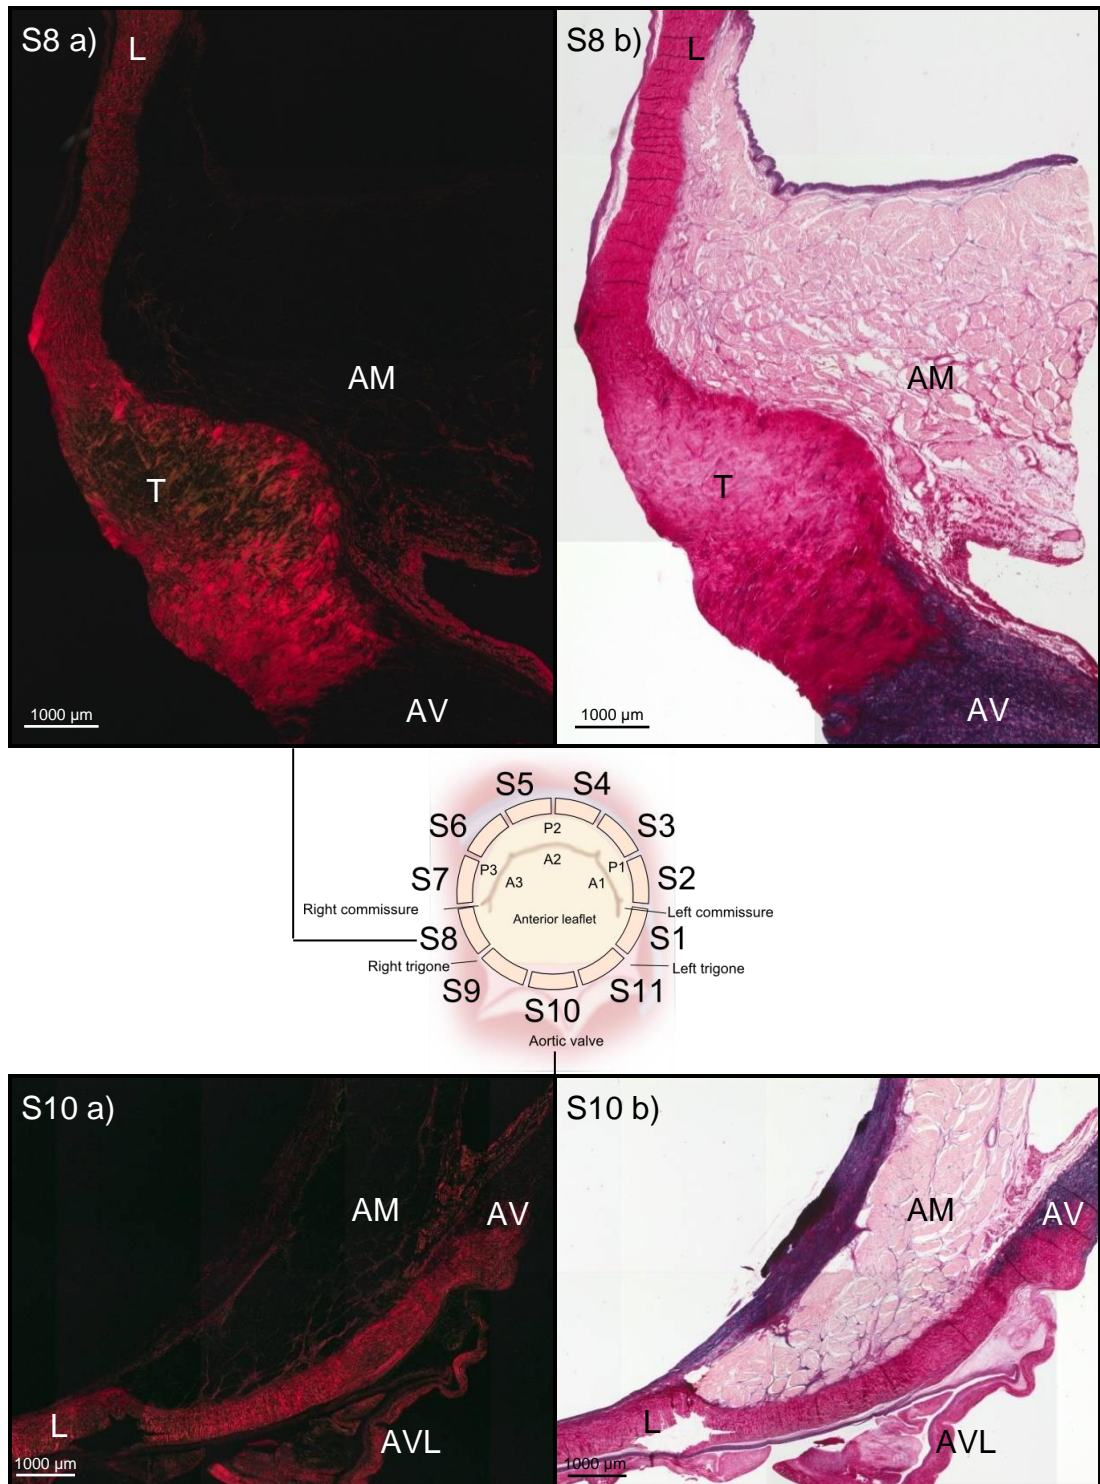 S8 a)
L
AM
T
AV
1000 µm
S8 b)
L
AM
T
AV
1000 µm
S5 S4
S6 S3
P2
A2
P3 P1
S7 A3 A1 S2
Right commissure
Anterior leaflet
Left commissure
S8 S1
Right trigone
Left trigone
S9 S11
S10
Aortic valve
S10 a)
AM
AV
L
AVL
1000 µm
S10 b)
AM
AV
L
AVL
1000 µm